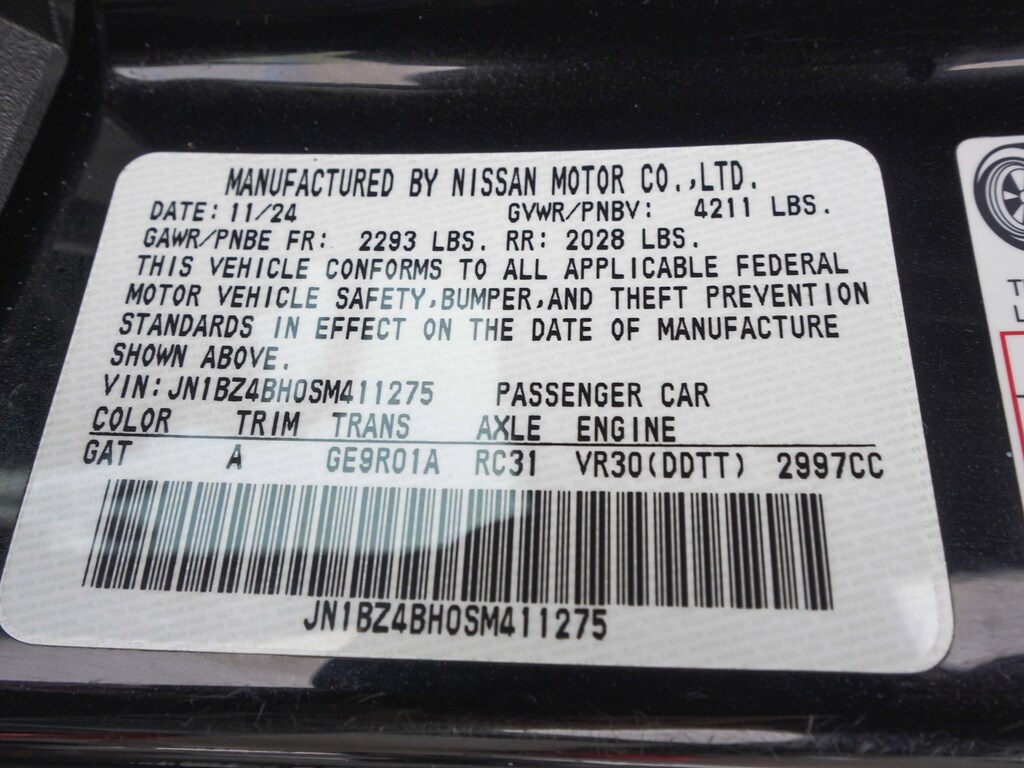 MANUFACTURED BY NISSAN MOTOR CO.,LTD.
DATE: 11/24 GVWR/PNBV: 4211 LBS.
GAWR/PNBE FR: 2293 LBS. RR: 2028 LBS.
THIS VEHICLE CONFORMS TO ALL APPLICABLE FEDERAL
MOTOR VEHICLE SAFETY,BUMPER,AND THEFT PREVENTION
STANDARDS IN EFFECT ON THE DATE OF MANUFACTURE
SHOWN ABOVE.
VIN: JN1BZ4BH0SM411275 PASSENGER CAR
COLOR TRIM TRANS AXLE ENGINE
GAT A GE9R01A RC31 VR30(DDTT) 2997CC
JN1BZ4BH0SM411275